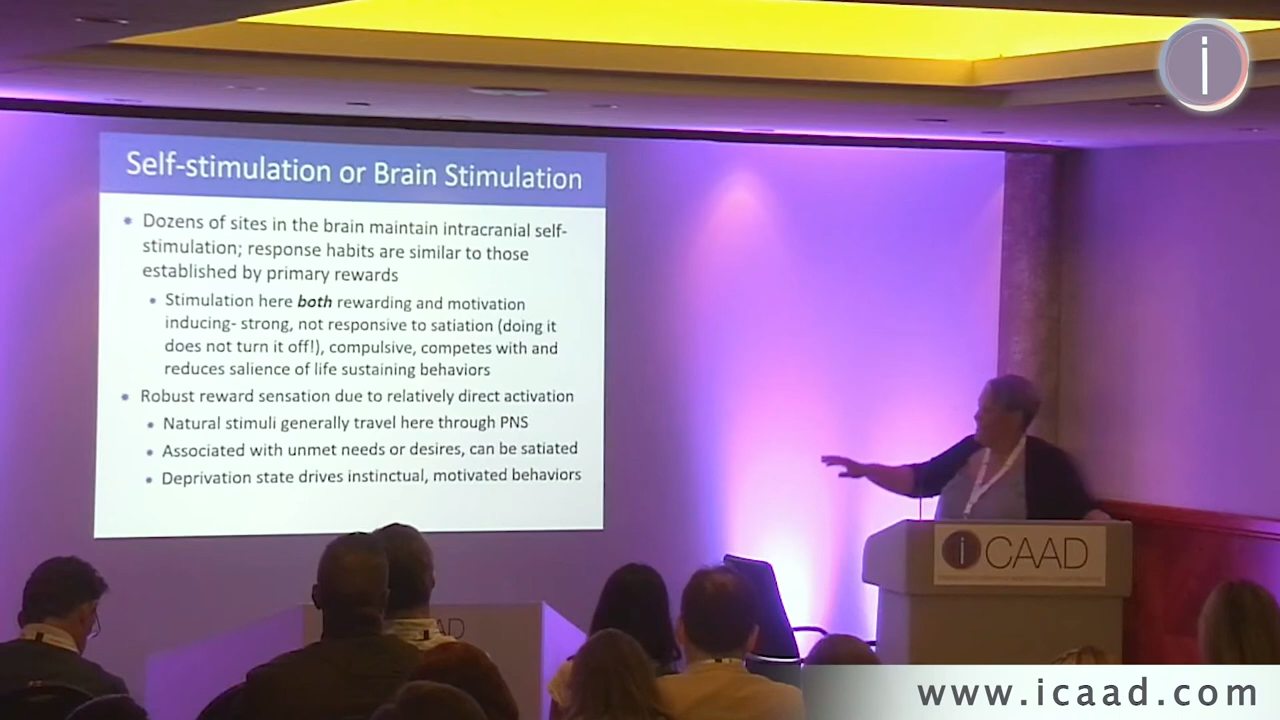 i
Self-stimulation or Brain Stimulation
• Dozens of sites in the brain maintain intracranial self-
stimulation; response habits are similar to those
established by primary rewards
• Stimulation here both rewarding and motivation
inducing- strong, not responsive to satiation (doing it
does not turn it off!), compulsive, competes with and
reduces salience of life sustaining behaviors
• Robust reward sensation due to relatively direct activation
• Natural stimuli generally travel here through PNS
• Associated with unmet needs or desires, can be satiated
• Deprivation state drives instinctual, motivated behaviors
iCAAD
AD
www.icaad.com